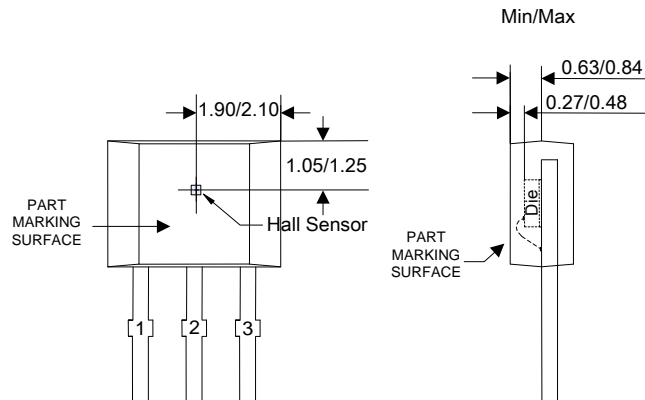 Min/Max
0.63/0.84
0.27/0.48
1.90/2.10
1.05/1.25
PART
MARKING
SURFACE
Hall Sensor
1
2
3
Die
PART
MARKING
SURFACE